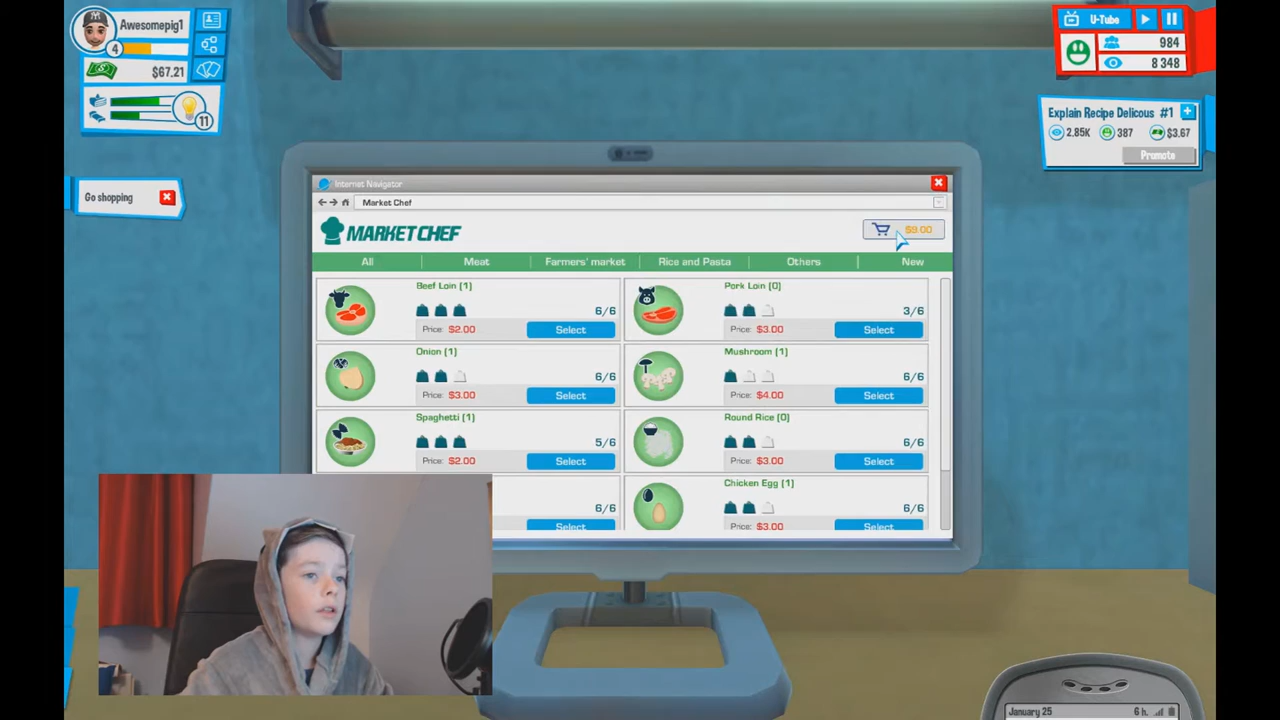 Awesomepig1
4
$67.21
11
Go shopping
U-Tube
984
8 348
Explain Recipe Delicous #1
2.85K 387 $3.67
Promote
Internet Navigator
Market Chef
MARKET CHEF
$9.00
All Meat Farmers' market Rice and Pasta Others New
Beef Loin (1)
6/6
Price: $2.00 Select
Pork Loin (0)
3/6
Price: $3.00 Select
Onion (1)
6/6
Price: $3.00 Select
Mushroom (1)
6/6
Price: $4.00 Select
Spaghetti (1)
5/6
Price: $2.00 Select
Round Rice (0)
6/6
Price: $3.00 Select
6/6
Select
Chicken Egg (1)
6/6
Price: $3.00 Select
January 25 6 h.